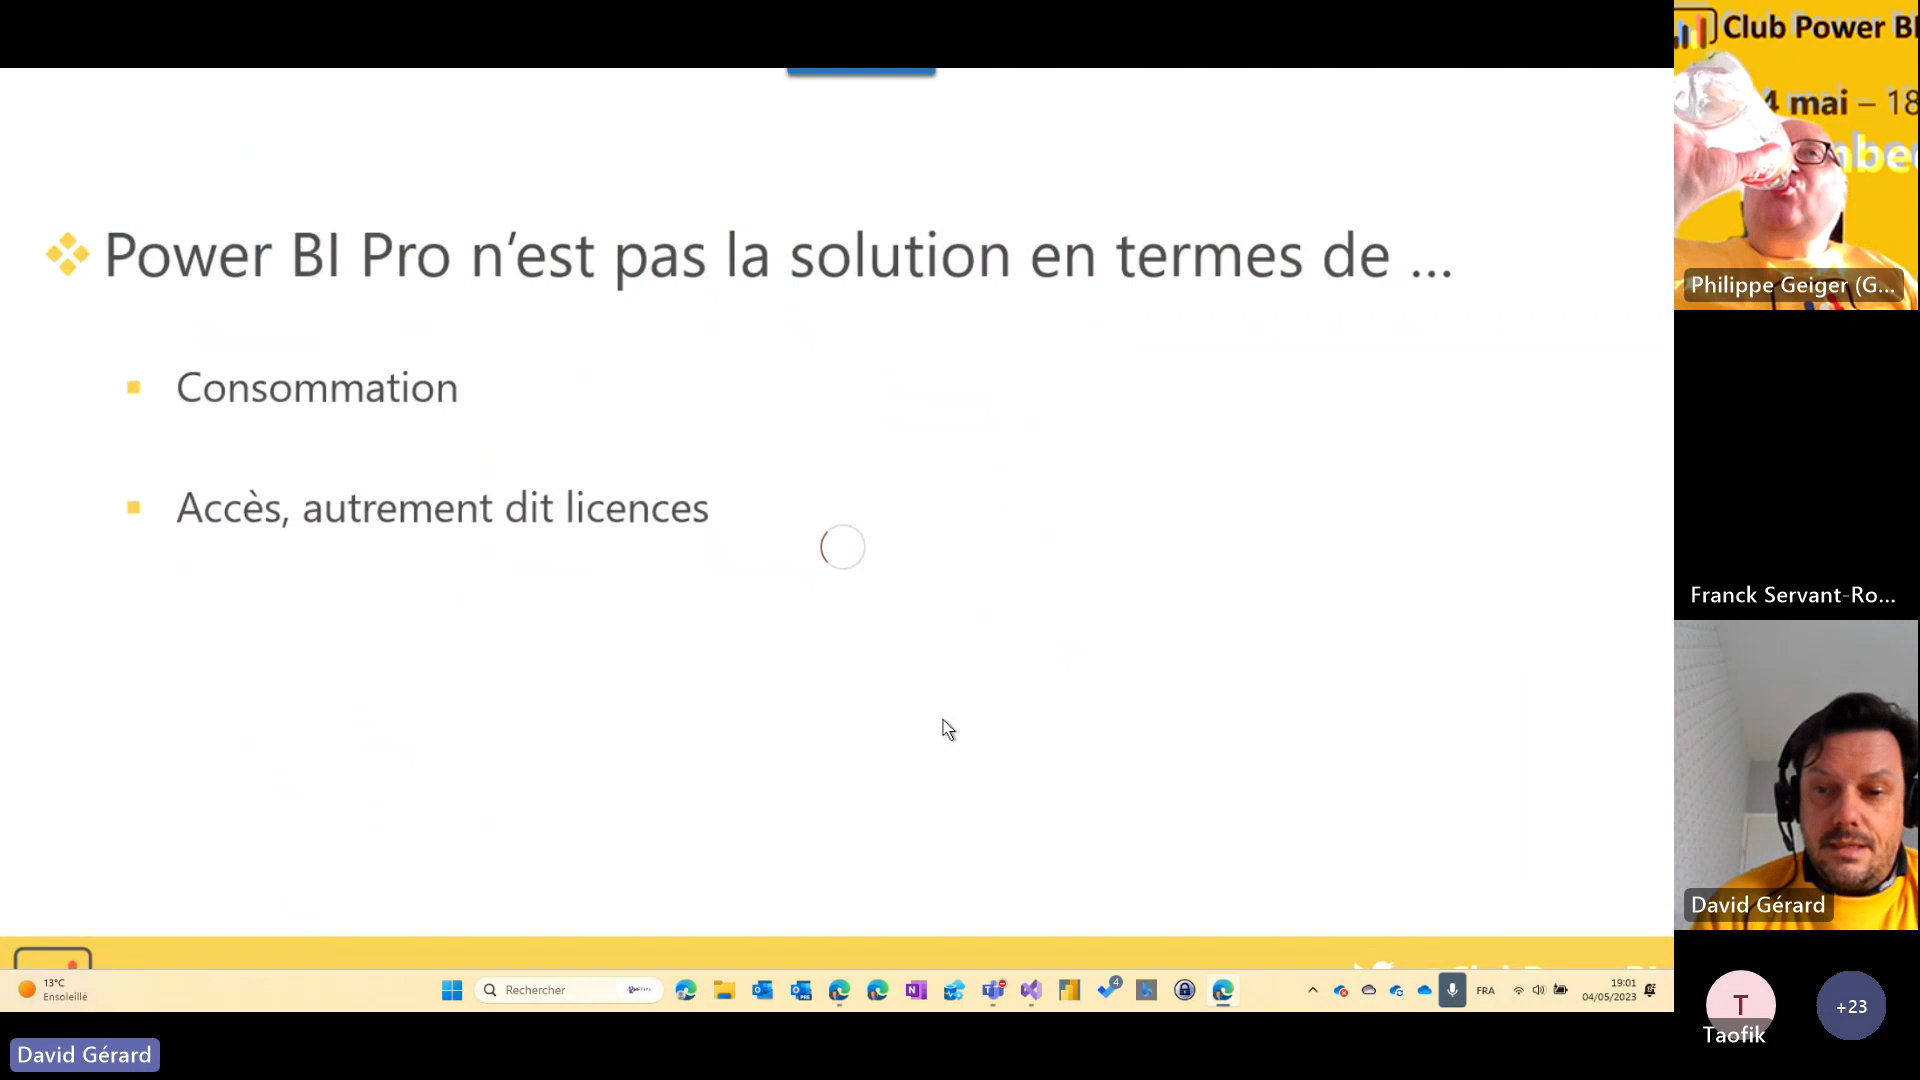 Power BI Pro n’est pas la solution en termes de ...
Consommation
Accès, autrement dit licences
13°C
Ensoleillé
Rechercher
4
FRA
19:01
04/05/2023
David Gérard
Club Power BI
4 mai – 18
Philippe Geiger (G...
Franck Servant-Ro...
David Gérard
T
Taofik
+23